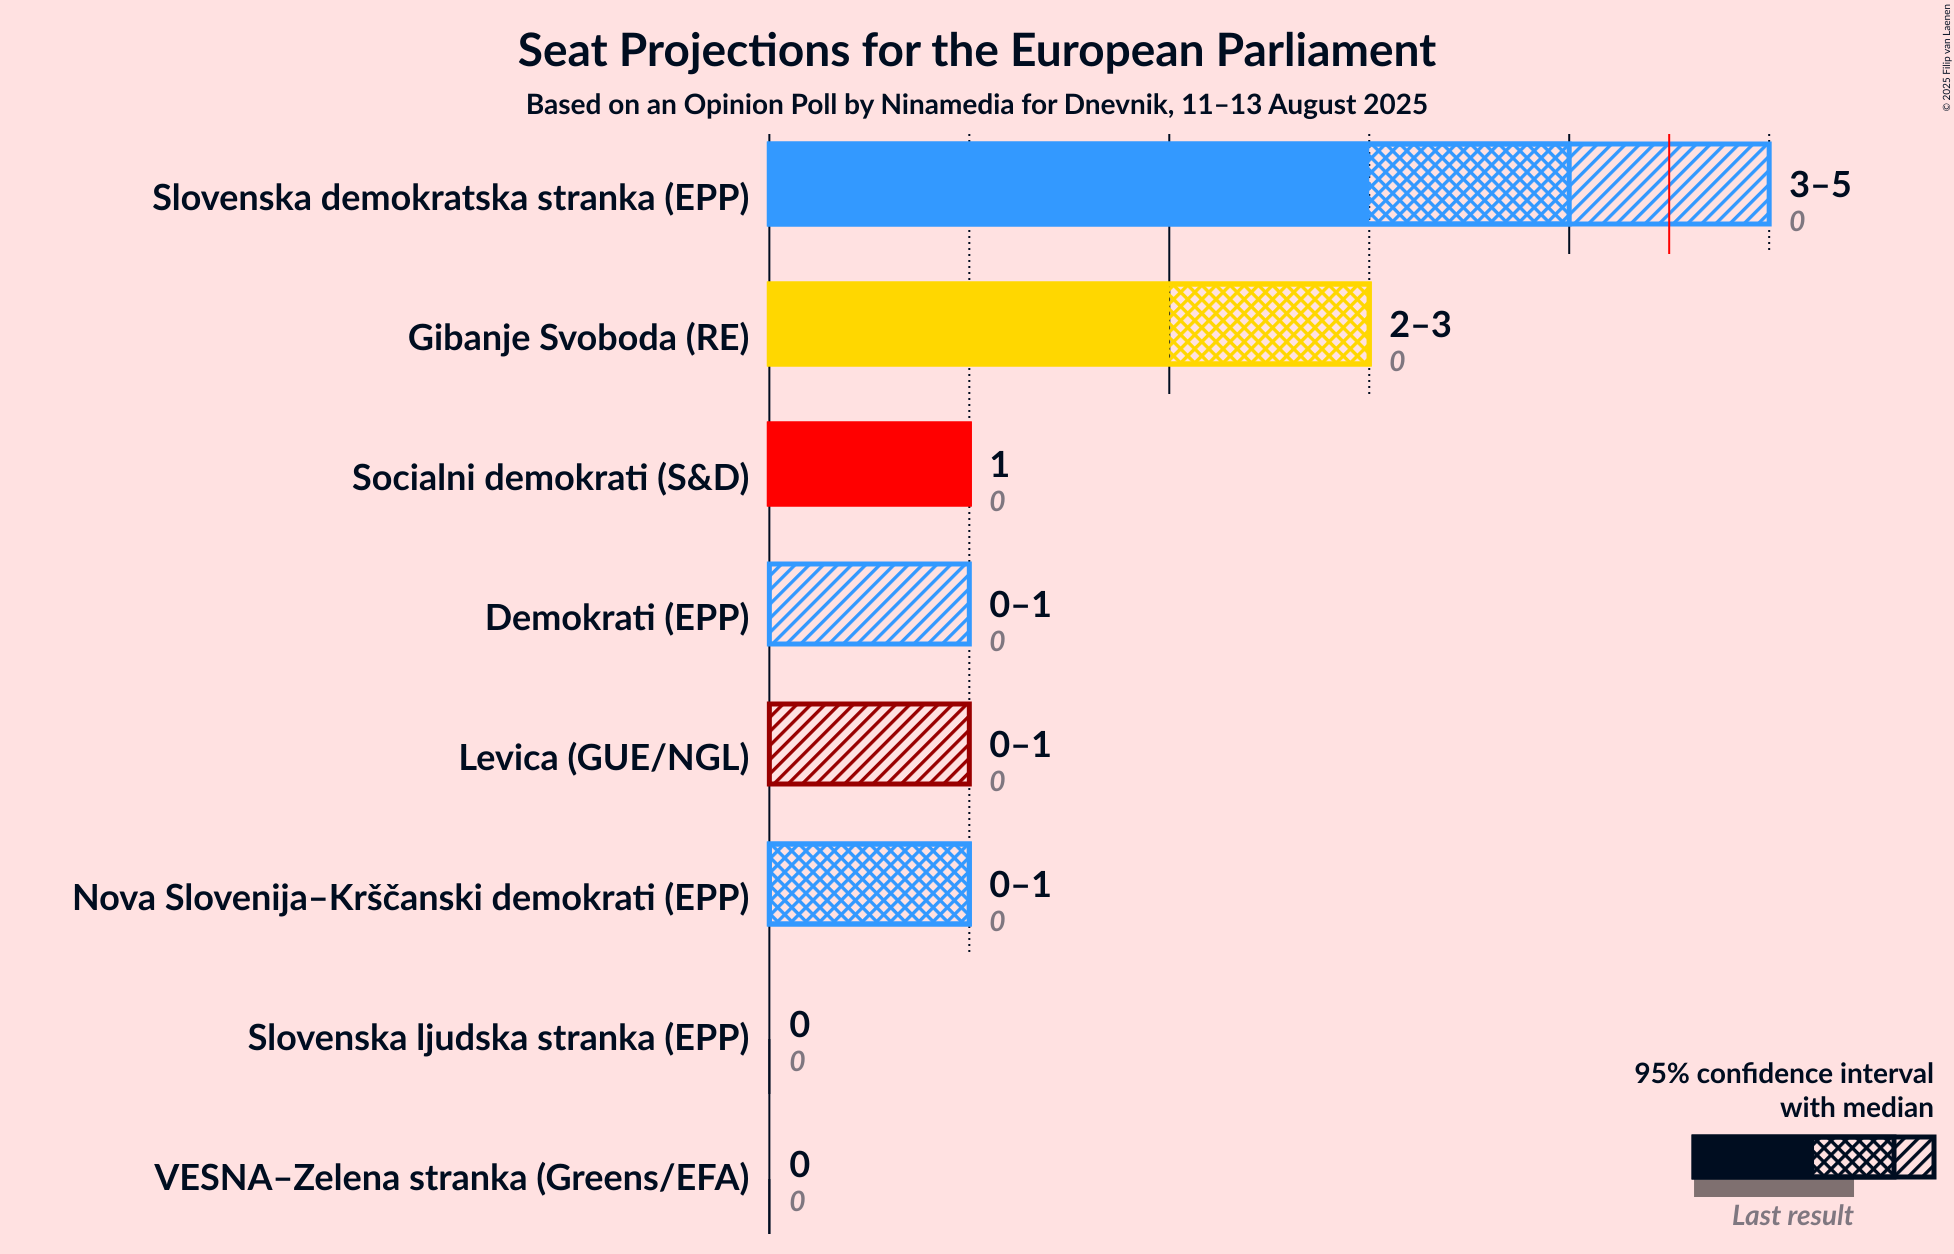 Seat Projections for the European Parliament
Based on an Opinion Poll by Ninamedia for Dnevnik, 11–13 August 2025
© 2025 Filip van Laenen
Slovenska demokratska stranka (EPP)
3–5
0
Gibanje Svoboda (RE)
2–3
0
Socialni demokrati (S&D)
1
0
Demokrati (EPP)
0–1
0
Levica (GUE/NGL)
0–1
0
Nova Slovenija–Krščanski demokrati (EPP)
0–1
0
Slovenska ljudska stranka (EPP)
0
0
VESNA–Zelena stranka (Greens/EFA)
0
0
95% confidence interval
with median
Last result